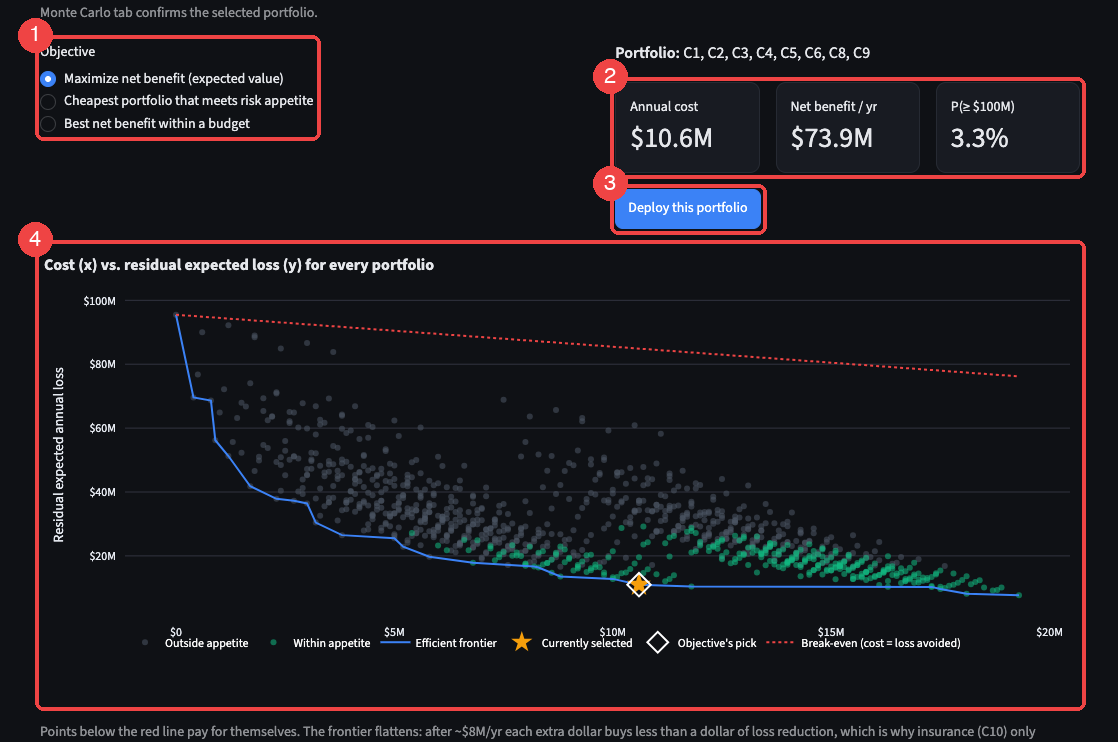 Monte Carlo tab confirms the selected portfolio.
1
Objective
Maximize net benefit (expected value)
Cheapest portfolio that meets risk appetite
Best net benefit within a budget
Portfolio: C1, C2, C3, C4, C5, C6, C8, C9
2
Annual cost
$10.6M
Net benefit / yr
$73.9M
P(≥ $100M)
3.3%
3
Deploy this portfolio
4
Cost (x) vs. residual expected loss (y) for every portfolio
Residual expected annual loss
$100M
$80M
$60M
$40M
$20M
$0 $5M $10M $15M $20M
Outside appetite Within appetite Efficient frontier Currently selected Objective's pick Break-even (cost = loss avoided)
Points below the red line pay for themselves. The frontier flattens: after ~$8M/yr each extra dollar buys less than a dollar of loss reduction, which is why insurance (C10) only